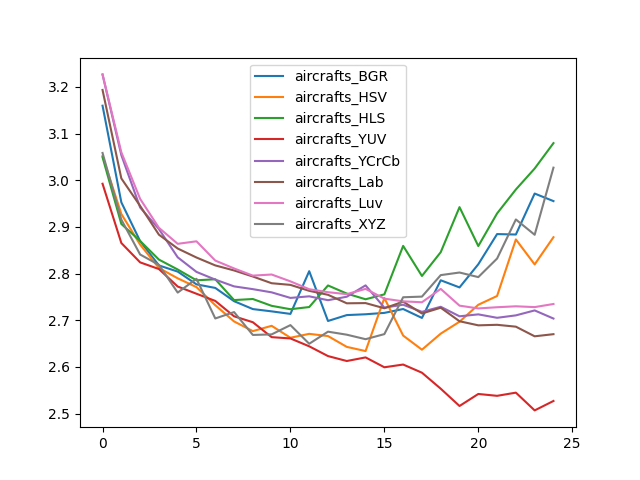 3.2
3.1
3.0
2.9
2.8
2.7
2.6
2.5
0
5
10
15
20
25
aircrafts_BGR
aircrafts_HSV
aircrafts_HLS
aircrafts_YUV
aircrafts_YCrCb
aircrafts_Lab
aircrafts_Luv
aircrafts_XYZ